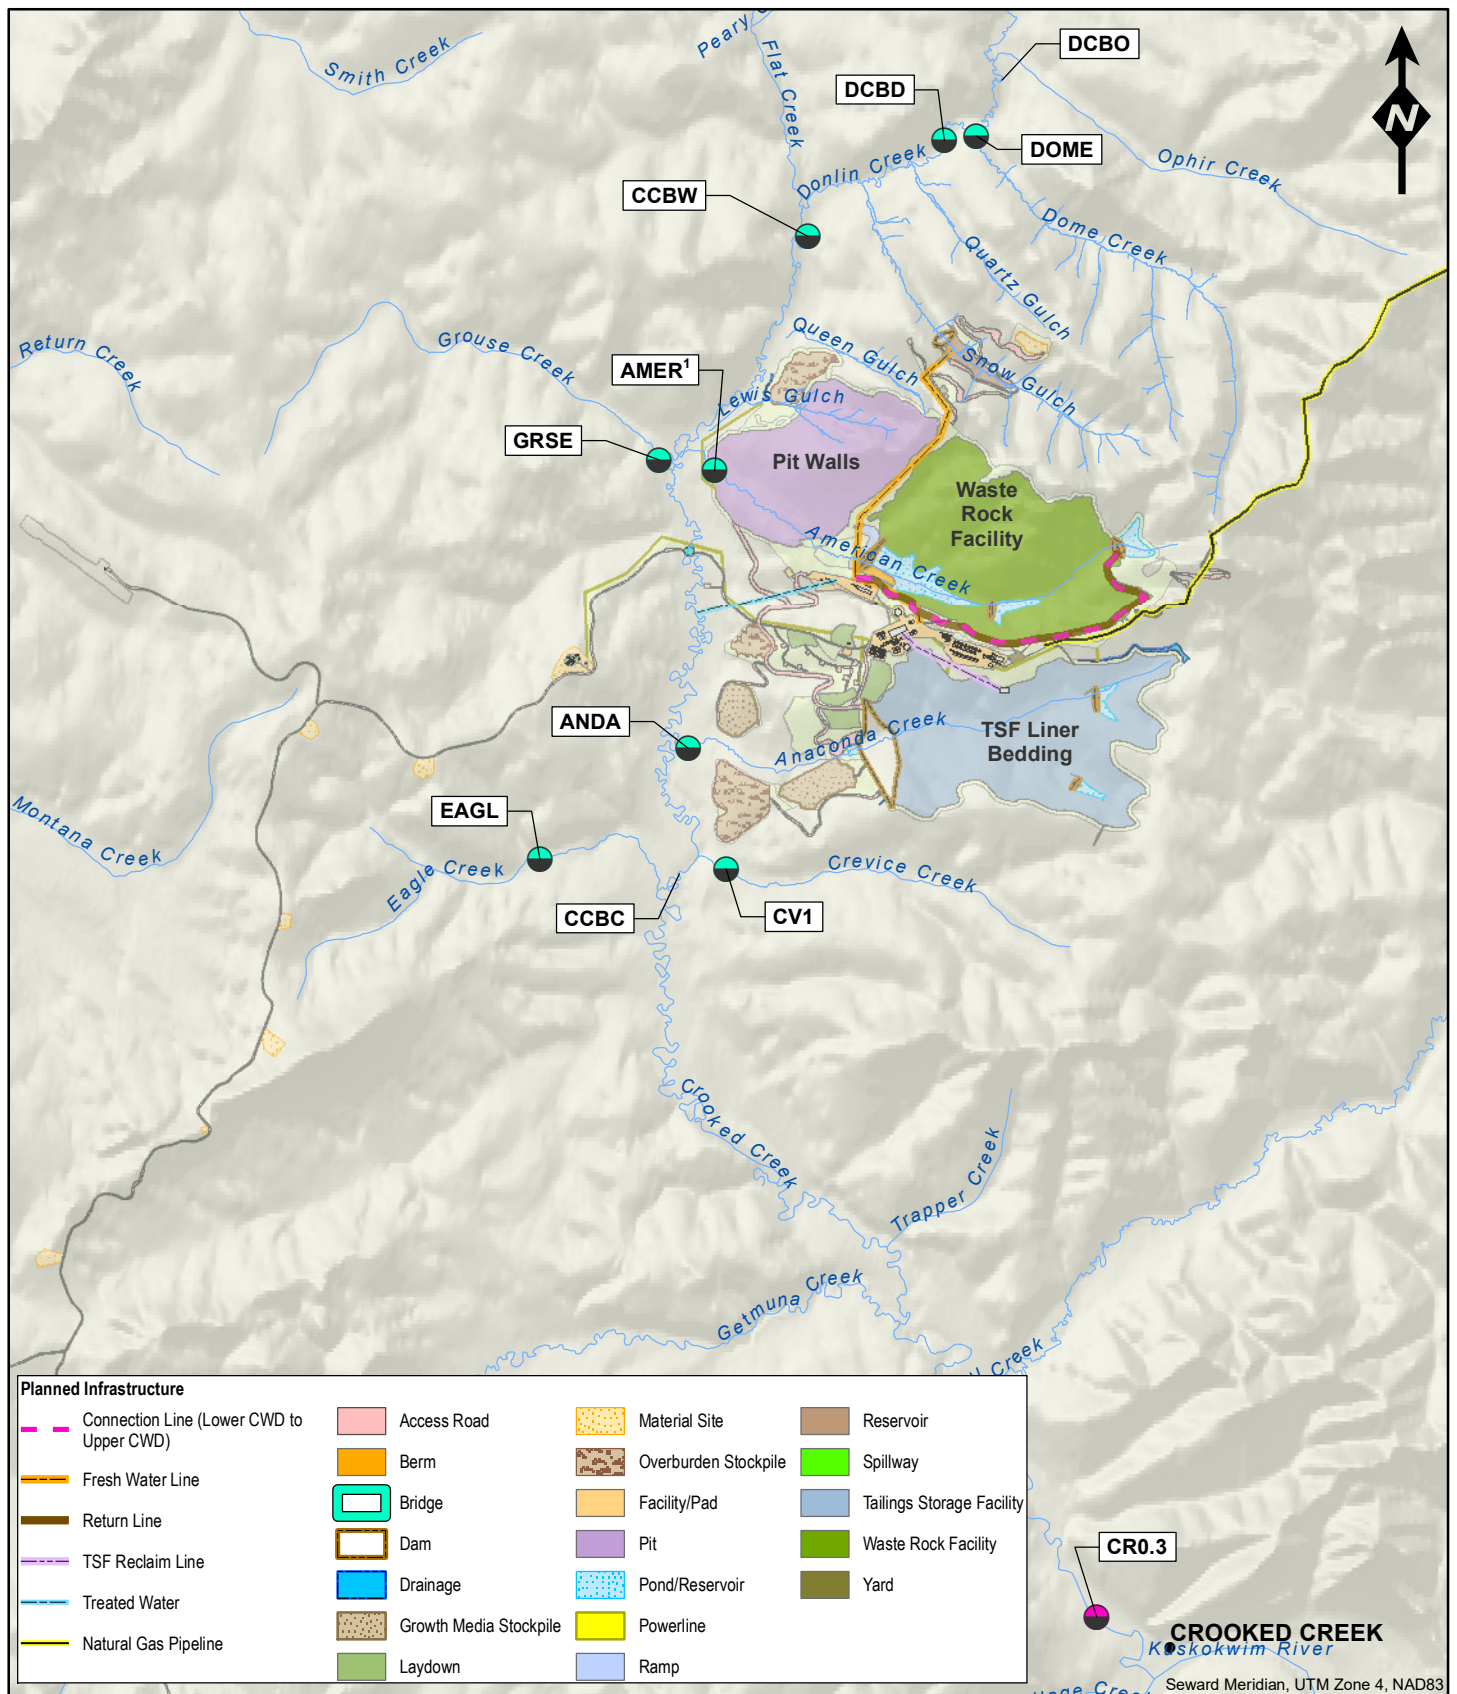 DCBO
Peary
Flat Creek
Smith Creek
DCBD
N
DOME
Donlin Creek
Ophir Creek
CCBW
Dome Creek
Quartz Gulch
Return Creek
Grouse Creek
Queen Gulch
Snow Gulch
AMER¹
Lewis Gulch
GRSE
Pit Walls
Waste
Rock
Facility
American Creek
ANDA
Anaconda Creek
TSF Liner
Bedding
Montana Creek
EAGL
Eagle Creek
Crevice Creek
CCBC
CV1
Crooked Creek
Trapper Creek
Getmuna Creek
Creek
Planned Infrastructure
Connection Line (Lower CWD to
Upper CWD)
Fresh Water Line
Return Line
TSF Reclaim Line
Treated Water
Natural Gas Pipeline
Access Road
Berm
Bridge
Dam
Drainage
Growth Media Stockpile
Laydown
Material Site
Overburden Stockpile
Facility/Pad
Pit
Pond/Reservoir
Powerline
Ramp
Reservoir
Spillway
Tailings Storage Facility
Waste Rock Facility
Yard
CR0.3
CROOKED CREEK
Kuskokwim River
Seward Meridian, UTM Zone 4, NAD83